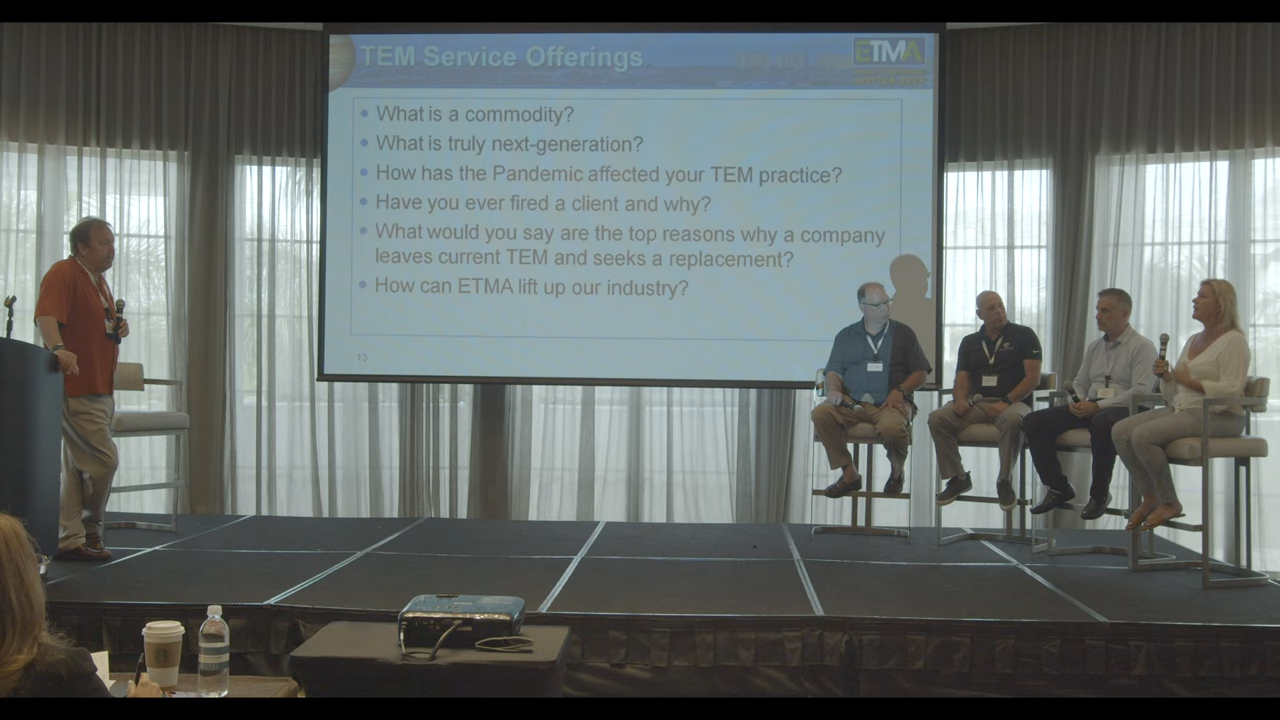 TEM Service Offerings
ETMA
• What is a commodity?
• What is truly next-generation?
• How has the Pandemic affected your TEM practice?
• Have you ever fired a client and why?
• What would you say are the top reasons why a company
leaves current TEM and seeks a replacement?
• How can ETMA lift up our industry?
13